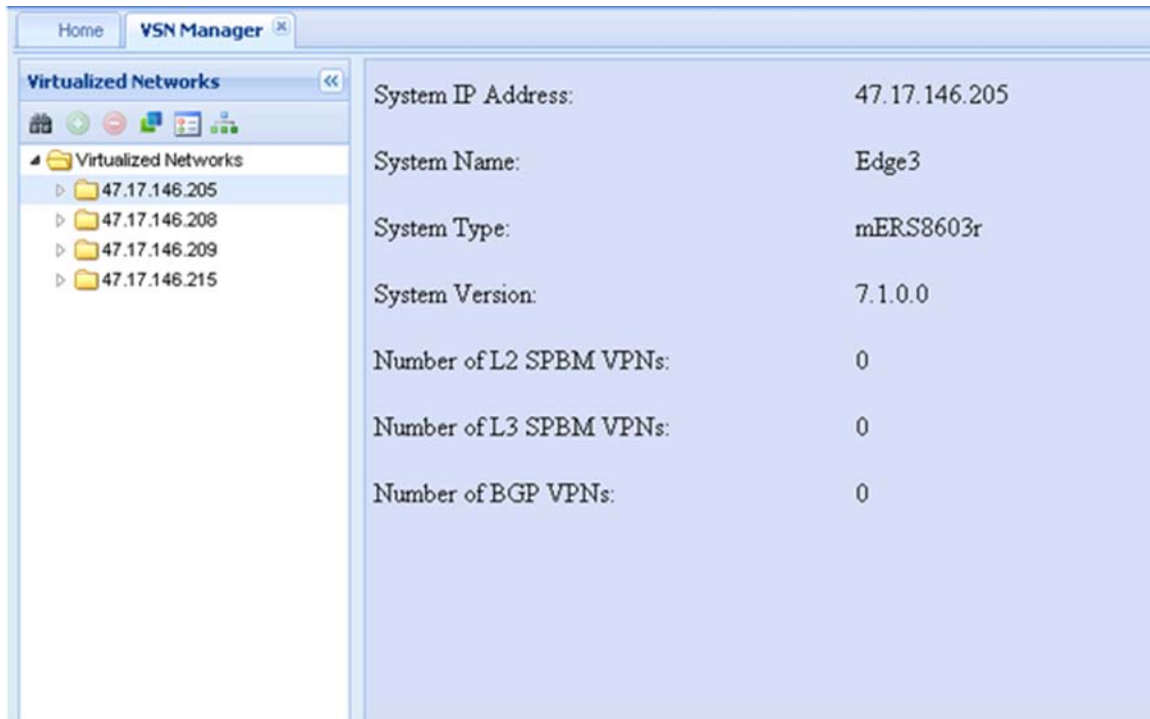 Home VSN Manager
Virtualized Networks
Virtualized Networks
47.17.146.205
47.17.146.208
47.17.146.209
47.17.146.215
System IP Address: 47.17.146.205
System Name: Edge3
System Type: mERS8603r
System Version: 7.1.0.0
Number of L2 SPBM VPNs: 0
Number of L3 SPBM VPNs: 0
Number of BGP VPNs: 0